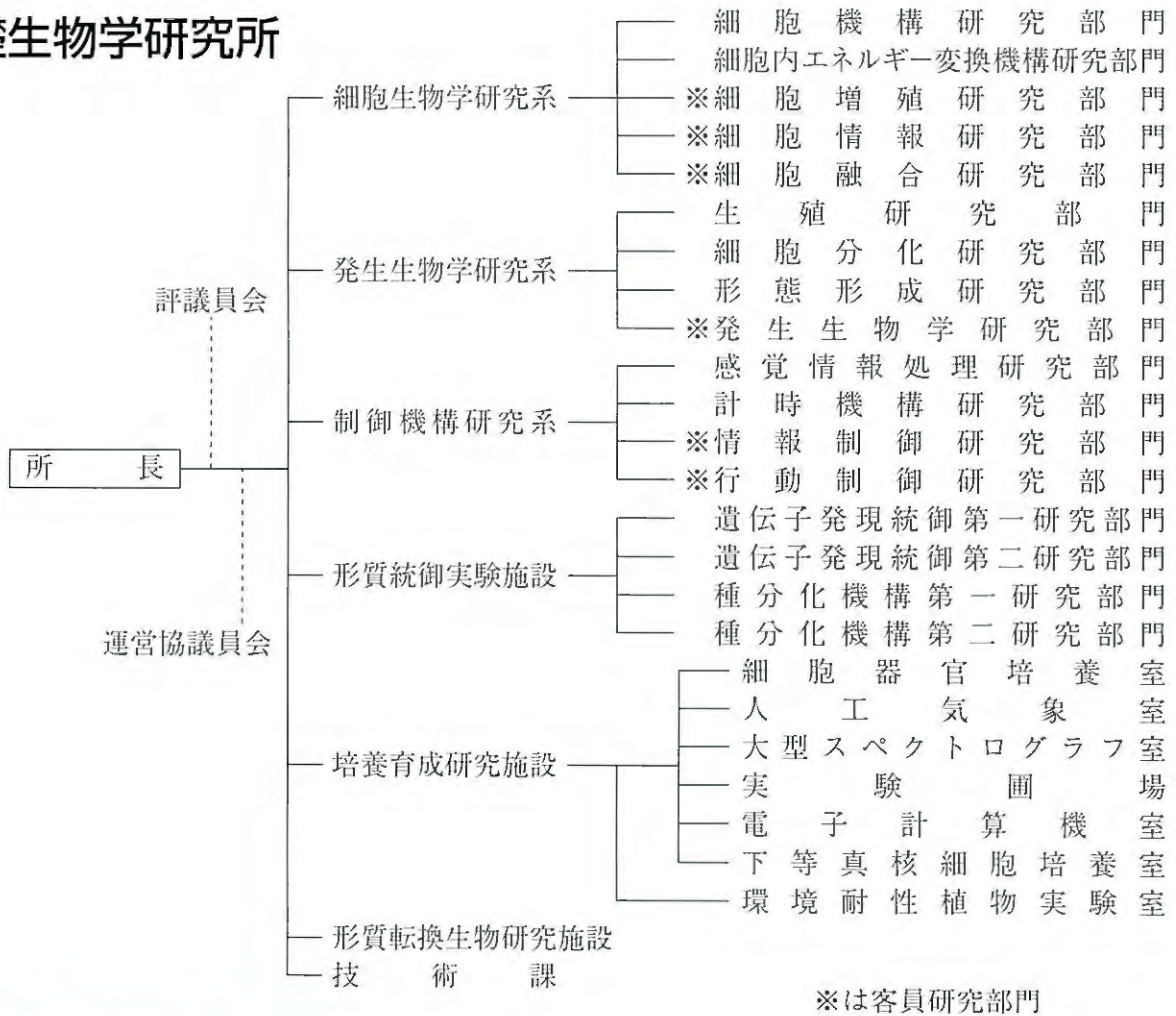 生物学研究所
細胞機構研究部門
細胞内エネルギー変換機構研究部門
細胞生物学研究系
※細胞増殖研究部門
※細胞情報研究部門
※細胞融合研究部門
生殖研究部門
発生生物学研究系
細胞分化研究部門
評議員会
形態形成研究部門
※発生生物学研究部門
感覚情報処理研究部門
制御機構研究系
計時機構研究部門
※情報制御研究部門
所長
※行動制御研究部門
遺伝子発現統御第一研究部門
形質統御実験施設
遺伝子発現統御第二研究部門
種分化機構第一研究部門
運営協議員会
種分化機構第二研究部門
細胞器官培養室
人工気象室
培養育成研究施設
大型スペクトログラフ室
実験圃場
電子計算機室
下等真核細胞培養室
環境耐性植物実験室
形質転換生物研究施設
技術課
※は客員研究部門